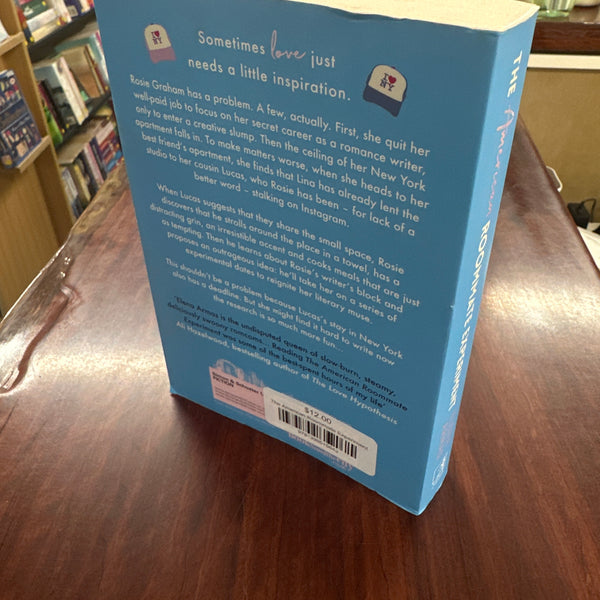 Sometimes love just
needs a little inspiration.
I ♥
NY
I ♥
NY
Rosie Graham has a problem. A few, actually. First, she quit her
well-paid job to focus on her secret career as a romance writer,
only to enter a creative slump. Then the ceiling of her New York
apartment falls in. To make matters worse, when she heads to her
best friend's apartment, she finds that Lina has already lent the
studio to her cousin Lucas, who Rosie has been – for lack of a
better word – stalking on Instagram.
When Lucas suggests that they share the small space, Rosie
discovers that he strolls around the place in a towel, has a
distracting grin, an irresistible accent and cooks meals that are just
as tempting. Then he learns about Rosie's writer's block and
proposes an outrageous idea: he'll take her on a series of
experimental dates to reignite her literary muse.
This shouldn't be a problem because Lucas's stay in New York
also has a deadline. But she might find it hard to write now
the research is so much more fun...
'Elena Armas is the undisputed queen of slow-burn, steamy,
deliciously swoony romcoms... Reading The American Roommate
Experiment was some of the best-spent hours of my life'
Ali Hazelwood, bestselling author of The Love Hypothesis
FICTION
$12.00
The American Roommate Experiment
THE American ROOMMATE EXPERIMENT